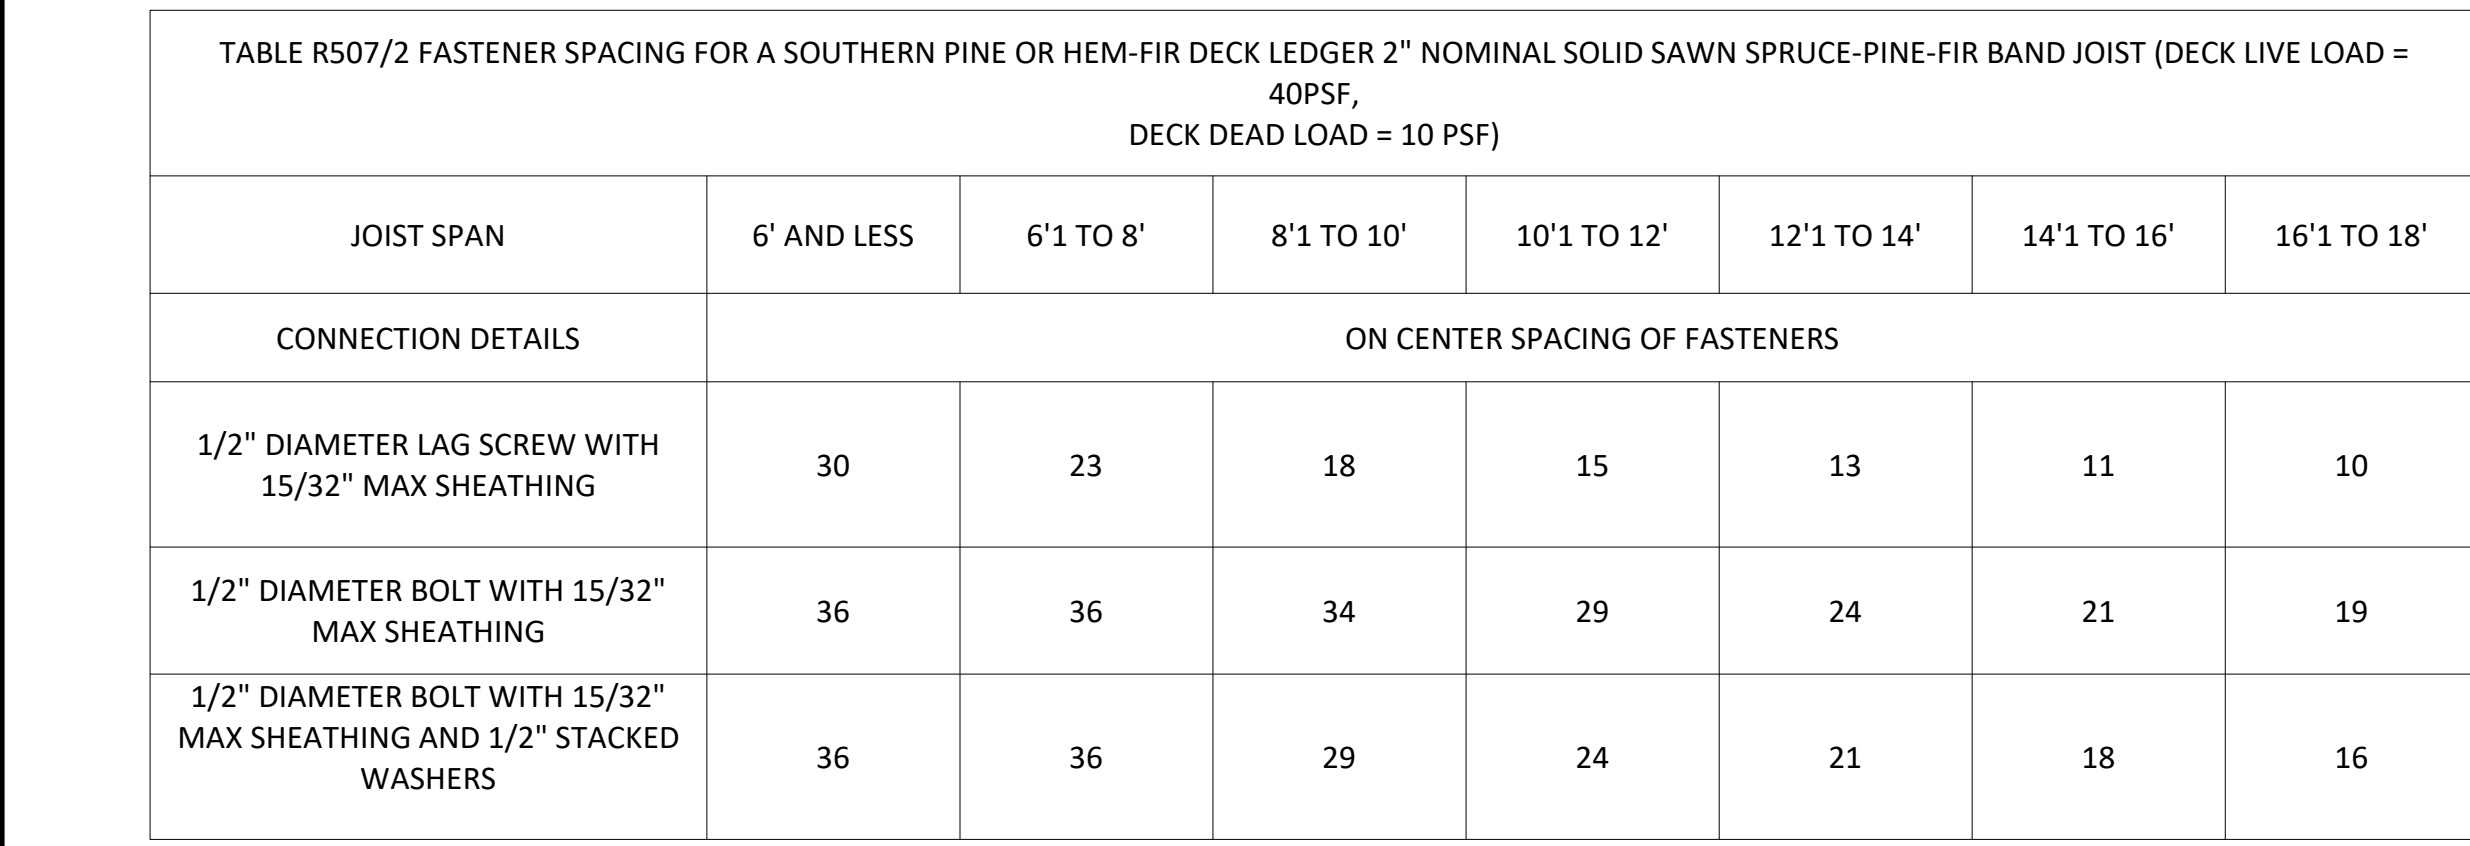 TABLE R507/2 FASTENER SPACING FOR A SOUTHERN PINE OR HEM-FIR DECK LEDGER 2" NOMINAL SOLID SAWN SPRUCE-PINE-FIR BAND JOIST (DECK LIVE LOAD =
40PSF,
DECK DEAD LOAD = 10 PSF)
JOIST SPAN 6' AND LESS 6'1 TO 8' 8'1 TO 10' 10'1 TO 12' 12'1 TO 14' 14'1 TO 16' 16'1 TO 18'
CONNECTION DETAILS ON CENTER SPACING OF FASTENERS
1/2" DIAMETER LAG SCREW WITH
15/32" MAX SHEATHING
30 23 18 15 13 11 10
1/2" DIAMETER BOLT WITH 15/32"
MAX SHEATHING
36 36 34 29 24 21 19
1/2" DIAMETER BOLT WITH 15/32"
MAX SHEATHING AND 1/2" STACKED
WASHERS
36 36 29 24 21 18 16